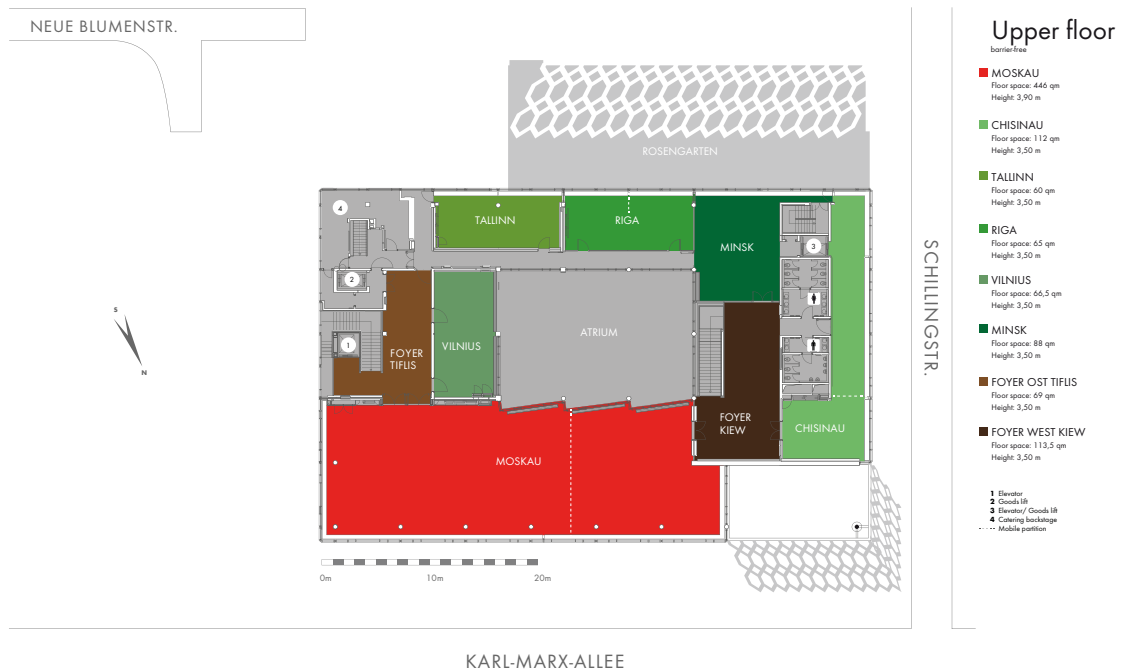 NEUE BLUMENSTR.
Upper floor
barrier-free
MOSKAU
Floor space: 446 qm
Height: 3,90 m
CHISINAU
Floor space: 112 qm
Height: 3,50 m
TALLINN
Floor space: 60 qm
Height: 3,50 m
RIGA
Floor space: 65 qm
Height: 3,50 m
VILNIUS
Floor space: 66,5 qm
Height: 3,50 m
MINSK
Floor space: 88 qm
Height: 3,50 m
FOYER OST TIFLIS
Floor space: 69 qm
Height: 3,50 m
FOYER WEST KIEW
Floor space: 113,5 qm
Height: 3,50 m
1 Elevator
2 Goods lift
3 Elevator/ Goods lift
4 Catering backstage
Mobile partition
ROSENGARTEN
4
TALLINN
RIGA
MINSK
3
2
S
N
1
FOYER
TIFLIS
VILNIUS
ATRIUM
FOYER
KIEW
CHISINAU
MOSKAU
SCHILLINGSTR.
0m
10m
20m
KARL-MARX-ALLEE